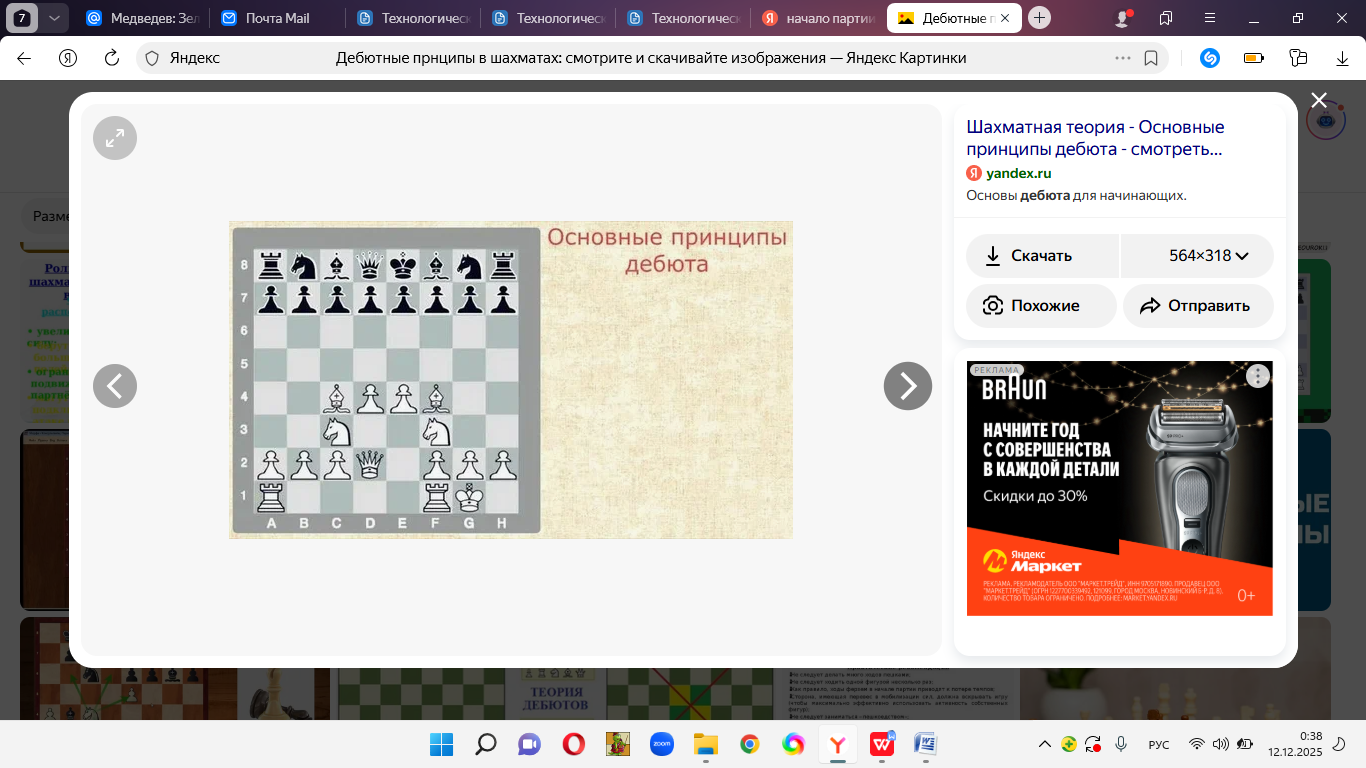 7
Медведев: Зел
Почта Mail
Технологическ
Технологическ
Технологическ
начало партии
Дебютные п
Яндекс
Дебютные прнципы в шахматах: смотрите и скачивайте изображения — Яндекс Картинки
Разме
Основные принципы
дебюта
8
7
6
5
4
3
2
1
A B C D E F G H
Шахматная теория - Основные
принципы дебюта - смотреть...
Я yandex.ru
Основы дебюта для начинающих.
Скачать
564×318
Похожие
Отправить
РЕКЛАМА
BRAUN
НАЧНИТЕ ГОД
С СОВЕРШЕНСТВА
В КАЖДОЙ ДЕТАЛИ
Скидки до 30%
Яндекс
Маркет
0+
ТЕОРИЯ
ДЕБЮТОВ
zoom
РУС
0:38
12.12.2025